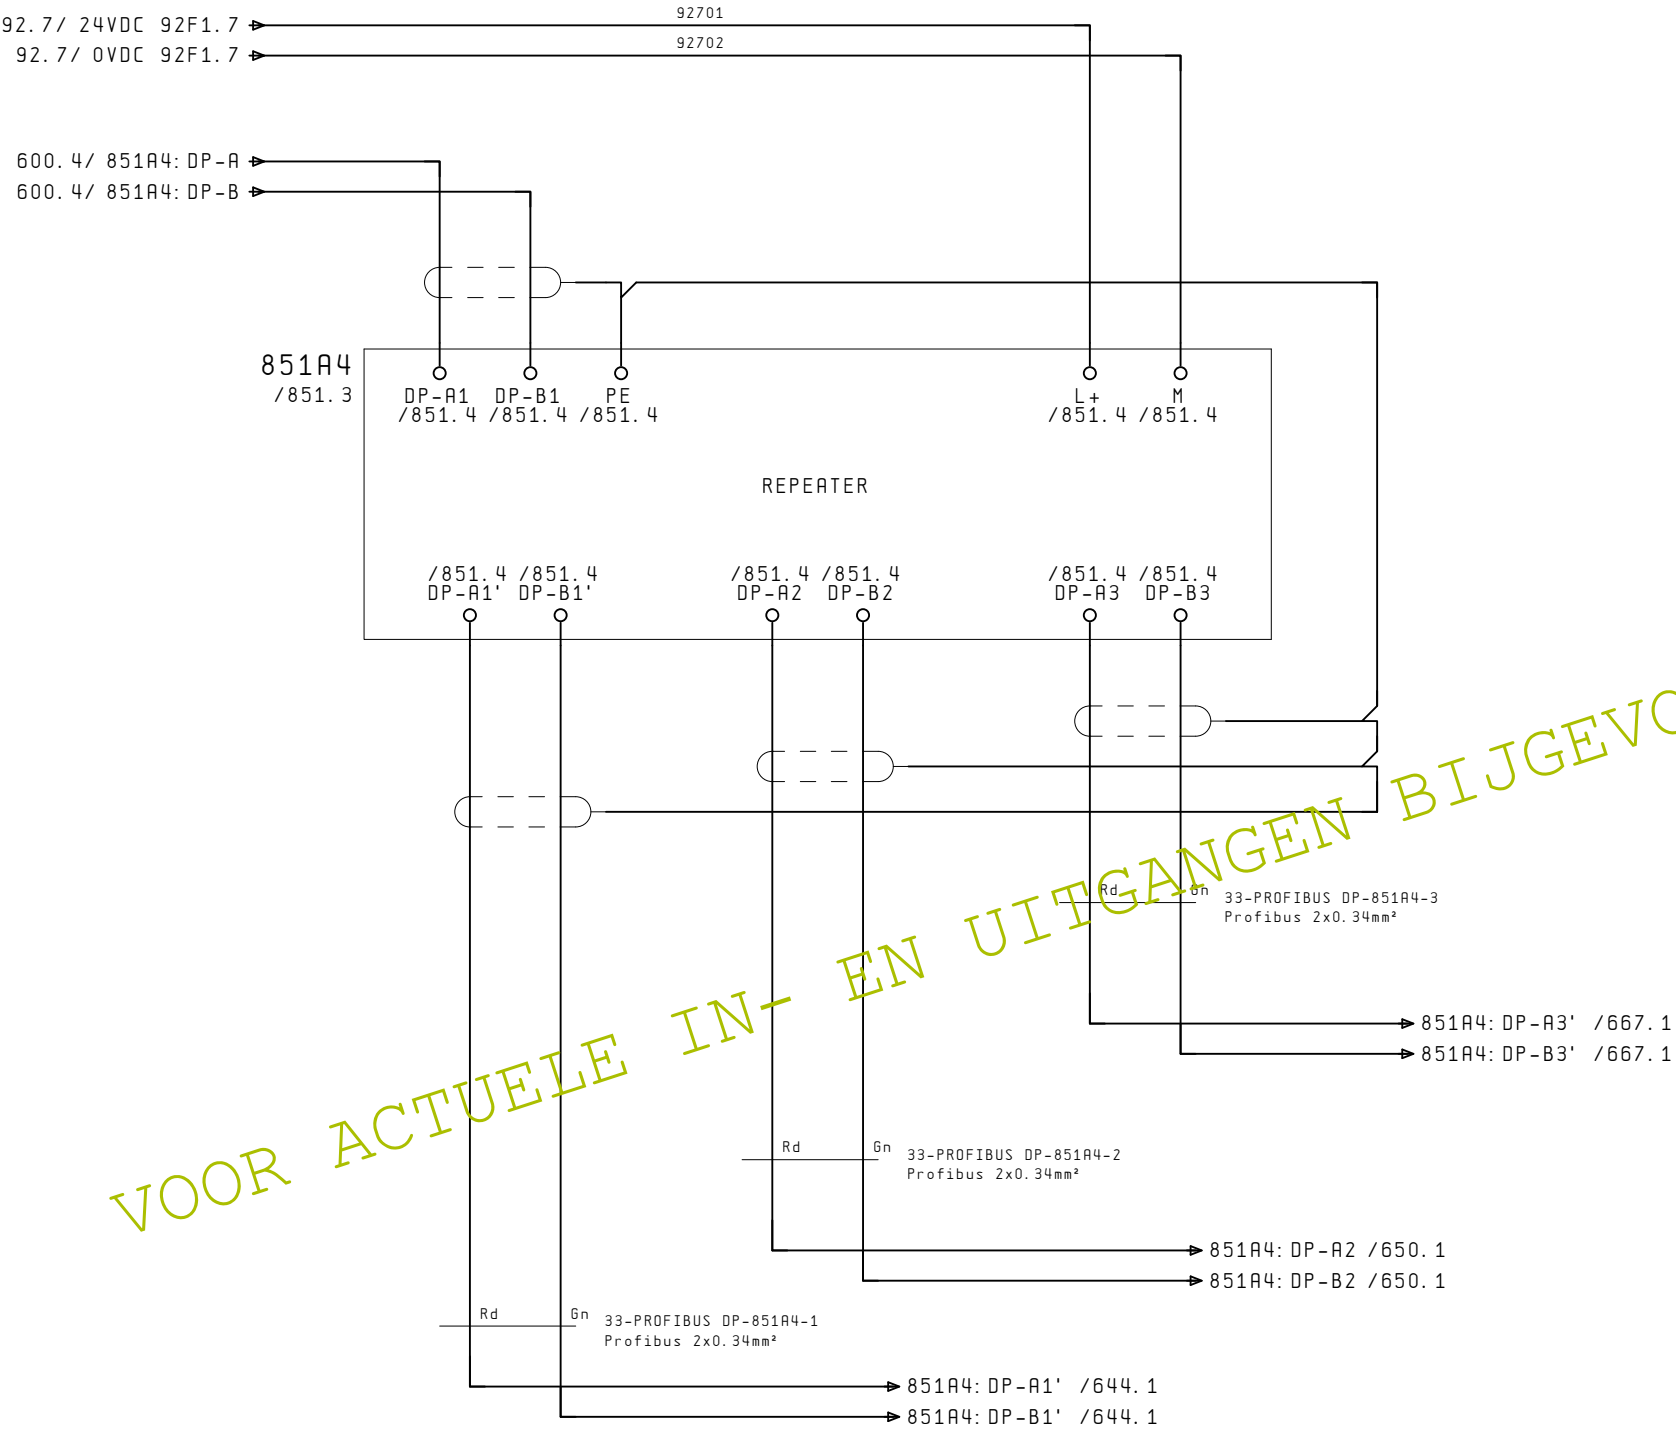 92701
92.7/ 24VDC 92F1.7
92702
92.7/ 0VDC 92F1.7
600.4/ 851A4:DP-A
600.4/ 851A4:DP-B
851A4
/851.3
DP-A1 DP-B1 PE L+ M
/851.4 /851.4 /851.4 /851.4 /851.4
REPEATER
/851.4 /851.4 /851.4 /851.4 /851.4 /851.4
DP-A1' DP-B1' DP-A2 DP-B2 DP-A3 DP-B3
VOOR ACTUELE IN- EN UITGANGEN
Rd Gn 33-PROFIBUS DP-851A4-3
Profibus 2x0.34mm²
851A4:DP-A3' /667.1
851A4:DP-B3' /667.1
Rd Gn 33-PROFIBUS DP-851A4-2
Profibus 2x0.34mm²
851A4:DP-A2 /650.1
851A4:DP-B2 /650.1
Rd Gn 33-PROFIBUS DP-851A4-1
Profibus 2x0.34mm²
851A4:DP-A1' /644.1
851A4:DP-B1' /644.1